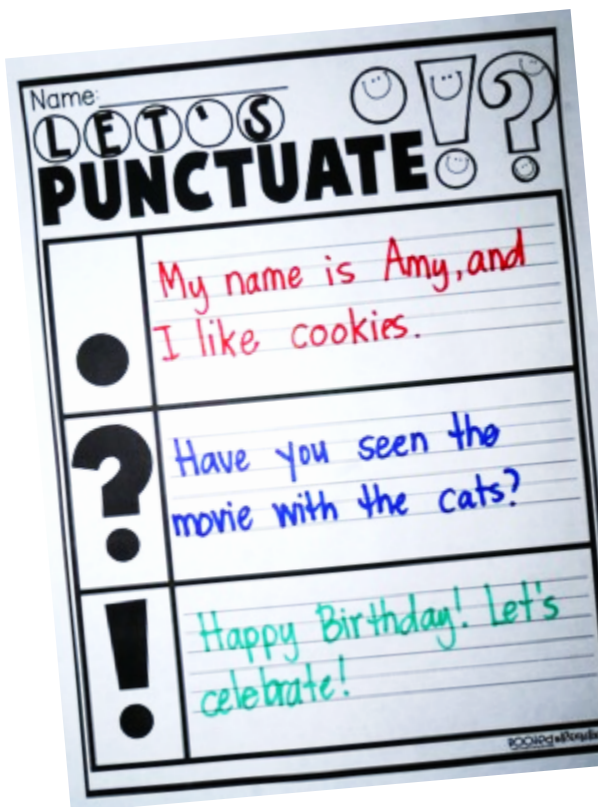 Name:
LET'S
PUNCTUATE
.
My name is Amy, and
I like cookies.
?
Have you seen the
movie with the cats?
!
Happy Birthday! Let's
celebrate!